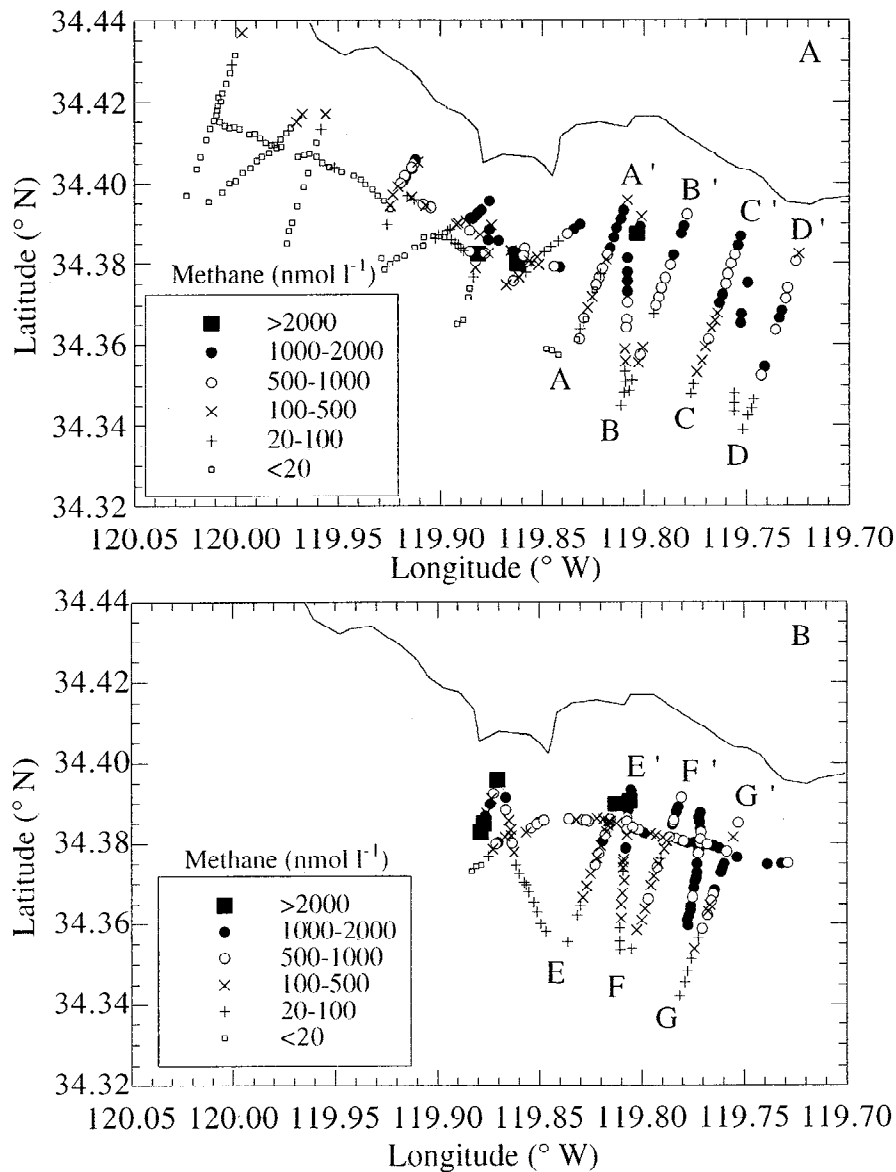 34.44
34.42
34.40
34.38
34.36
34.34
34.32
Latitude (° N)
A
A '
B '
C '
D '
A
B
C
D
Methane (nmol l-1)
>2000
1000-2000
500-1000
100-500
20-100
<20
120.05 120.00 119.95 119.90 119.85 119.80 119.75 119.70
Longitude (° W)
34.44
34.42
34.40
34.38
34.36
34.34
34.32
Latitude (° N)
B
E '
F '
G '
E
F
G
Methane (nmol l-1)
>2000
1000-2000
500-1000
100-500
20-100
<20
120.05 120.00 119.95 119.90 119.85 119.80 119.75 119.70
Longitude (° W)